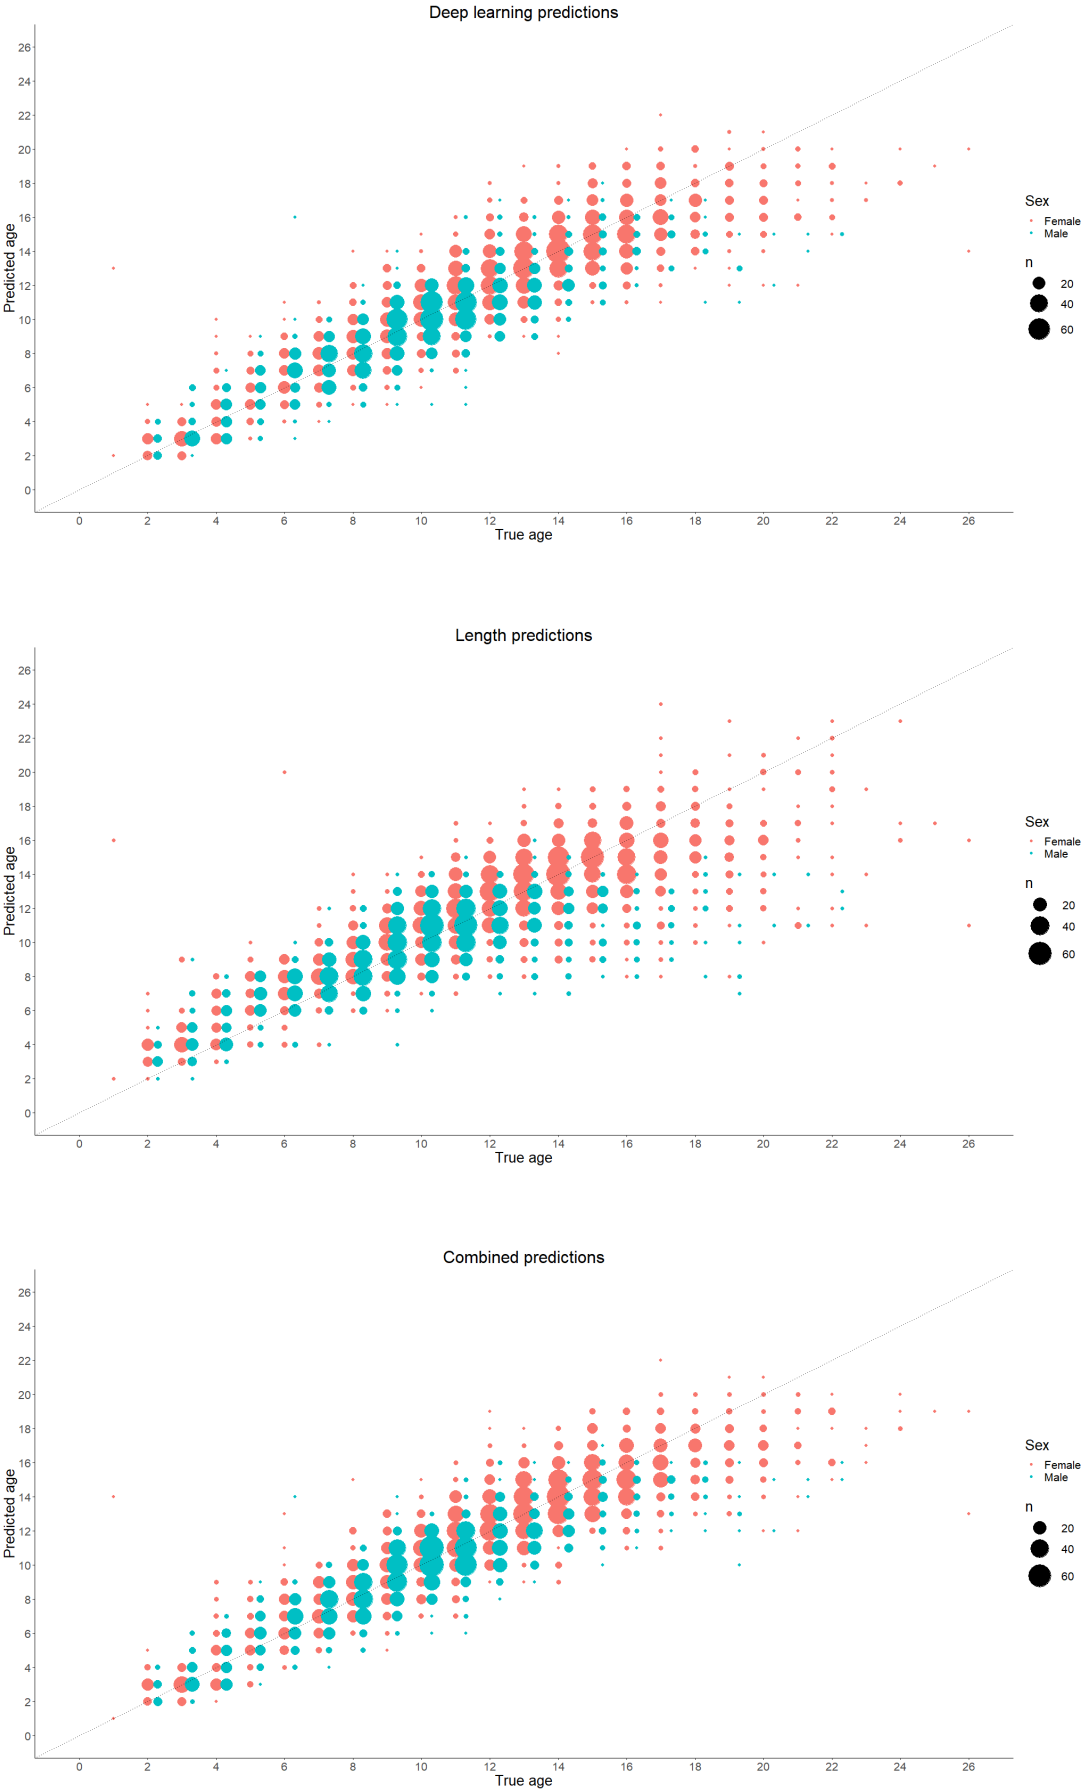 Deep learning predictions
26
24
22
20
18
16
14
12
10
8
6
4
2
0
Predicted age
0 2 4 6 8 10 12 14 16 18 20 22 24 26
True age
Sex
Female
Male
n
20
40
60
Length predictions
26
24
22
20
18
16
14
12
10
8
6
4
2
0
Predicted age
0 2 4 6 8 10 12 14 16 18 20 22 24 26
True age
Sex
Female
Male
n
20
40
60
Combined predictions
26
24
22
20
18
16
14
12
10
8
6
4
2
0
Predicted age
0 2 4 6 8 10 12 14 16 18 20 22 24 26
True age
Sex
Female
Male
n
20
40
60